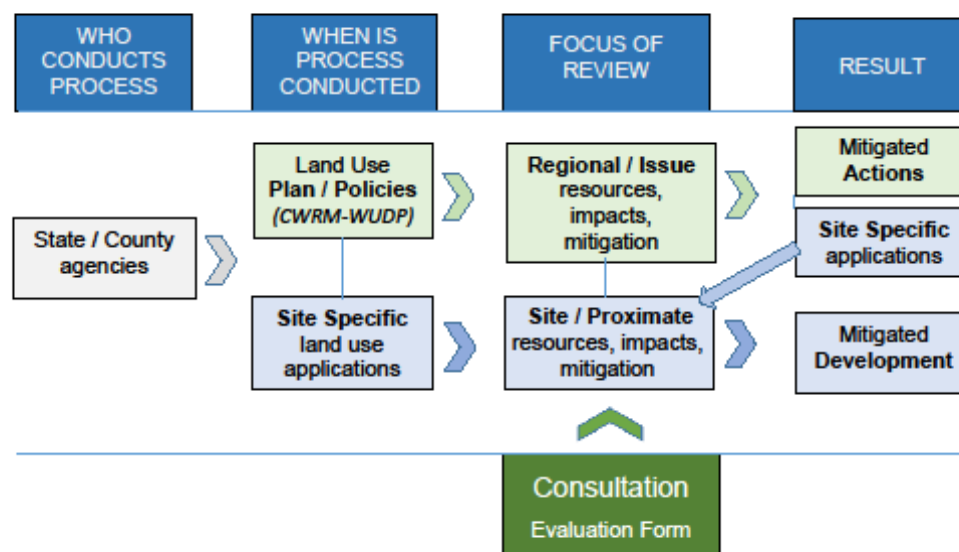 WHO
CONDUCTS
PROCESS
WHEN IS
PROCESS
CONDUCTED
FOCUS OF
REVIEW
RESULT
State / County
agencies
Land Use
Plan / Policies
(CWRM-WUDP)
Regional / Issue
resources,
impacts,
mitigation
Mitigated
Actions
Site Specific
applications
Site Specific
land use
applications
Site / Proximate
resources, impacts,
mitigation
Mitigated
Development
Consultation
Evaluation Form